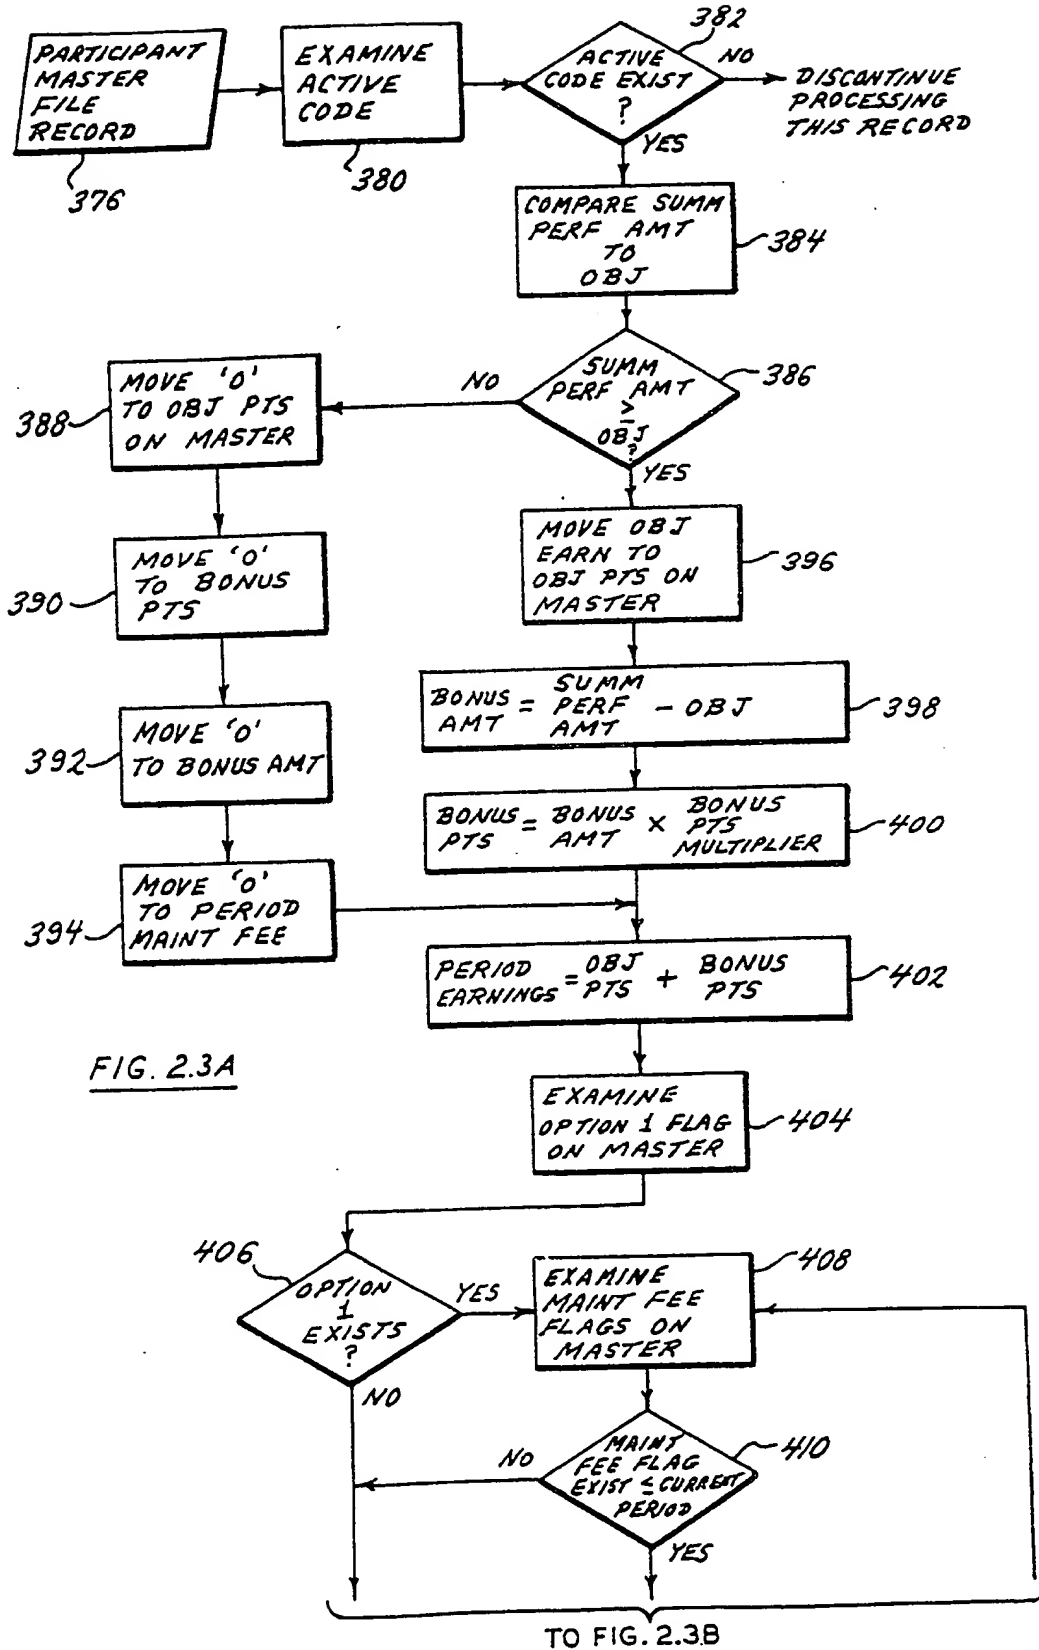 PARTICIPANT
MASTER
FILE
RECORD
376
EXAMINE
ACTIVE
CODE
380
ACTIVE
CODE EXIST
?
382
NO
DISCONTINUE
PROCESSING
THIS RECORD
YES
COMPARE SUMM
PERF AMT
TO
OBJ
384
SUMM
PERF AMT
≥
OBJ
?
386
NO
YES
MOVE 'O'
TO OBJ PTS
ON MASTER
388
MOVE 'O'
TO BONUS
PTS
390
MOVE 'O'
TO BONUS AMT
392
MOVE 'O'
TO PERIOD
MAINT FEE
394
MOVE OBJ
EARN TO
OBJ PTS ON
MASTER
396
BONUS AMT = SUMM PERF AMT - OBJ
398
BONUS PTS = BONUS AMT × BONUS PTS MULTIPLIER
400
PERIOD EARNINGS = OBJ PTS + BONUS PTS
402
FIG. 2.3A
EXAMINE
OPTION 1 FLAG
ON MASTER
404
406
OPTION
1
EXISTS
?
YES
NO
EXAMINE
MAINT FEE
FLAGS ON
MASTER
408
MAINT
FEE FLAG
EXIST ≤ CURRENT
PERIOD
410
NO
YES
TO FIG. 2.3B